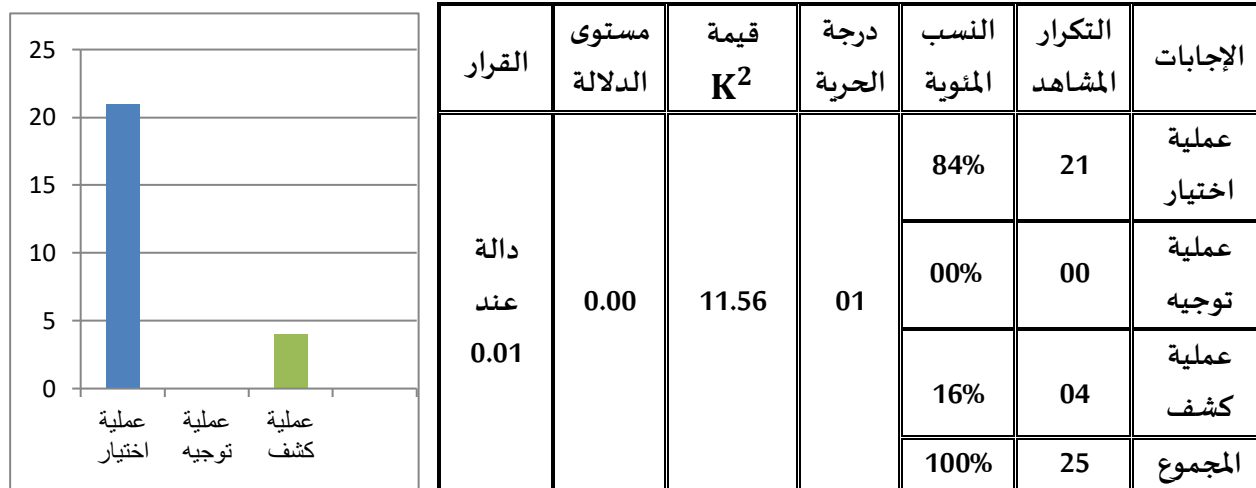 الإجابات
التكرار المشاهد
النسب المئوية
درجة الحرية
قيمة K²
مستوى الدلالة
القرار
عملية اختيار
21
84%
01
11.56
0.00
دالة عند 0.01
عملية توجيه
00
00%
عملية كشف
04
16%
المجموع
25
100%
25
20
15
10
5
0
عملية اختيار
عملية توجيه
عملية كشف